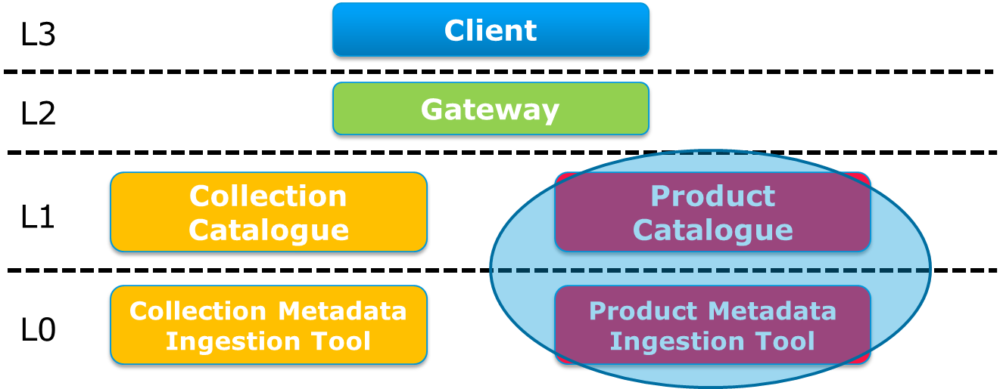 L3
Client
L2
Gateway
L1
Collection
Catalogue
Product
Catalogue
L0
Collection Metadata
Ingestion Tool
Product Metadata
Ingestion Tool